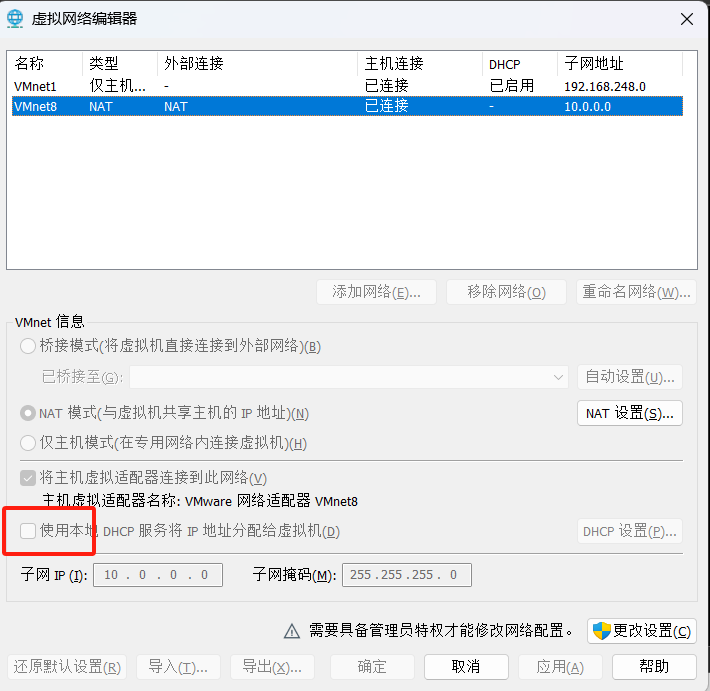 虚拟网络编辑器
名称 类型 外部连接 主机连接 DHCP 子网地址
VMnet1 仅主机... - 已连接 已启用 192.168.248.0
VMnet8 NAT NAT 已连接 - 10.0.0.0
添加网络(E)... 移除网络(O) 重命名网络(W)...
VMnet 信息
桥接模式(将虚拟机直接连接到外部网络)(B)
已桥接至(G): 自动设置(U)...
NAT 模式(与虚拟机共享主机的 IP 地址)(N) NAT 设置(S)...
仅主机模式(在专用网络内连接虚拟机)(H)
将主机虚拟适配器连接到此网络(V)
主机虚拟适配器名称: VMware 网络适配器 VMnet8
使用本地 DHCP 服务将 IP 地址分配给虚拟机(D) DHCP 设置(P)...
子网 IP (I): 10 . 0 . 0 . 0 子网掩码(M): 255.255.255. 0
需要具备管理员特权才能修改网络配置。 更改设置(C)
还原默认设置(R) 导入(T)... 导出(X)... 确定 取消 应用(A) 帮助